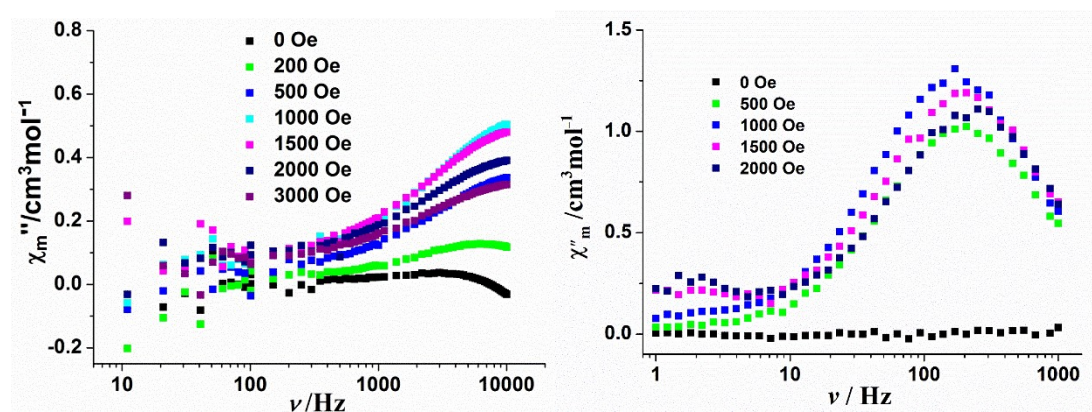 0.8
0.6
0.4
0.2
0.0
-0.2
χm''/cm³mol⁻¹
0 Oe
200 Oe
500 Oe
1000 Oe
1500 Oe
2000 Oe
3000 Oe
10 100 1000 10000
ν /Hz
1.5
1.0
0.5
0.0
χ″m /cm³mol⁻¹
0 Oe
500 Oe
1000 Oe
1500 Oe
2000 Oe
1 10 100 1000
ν / Hz